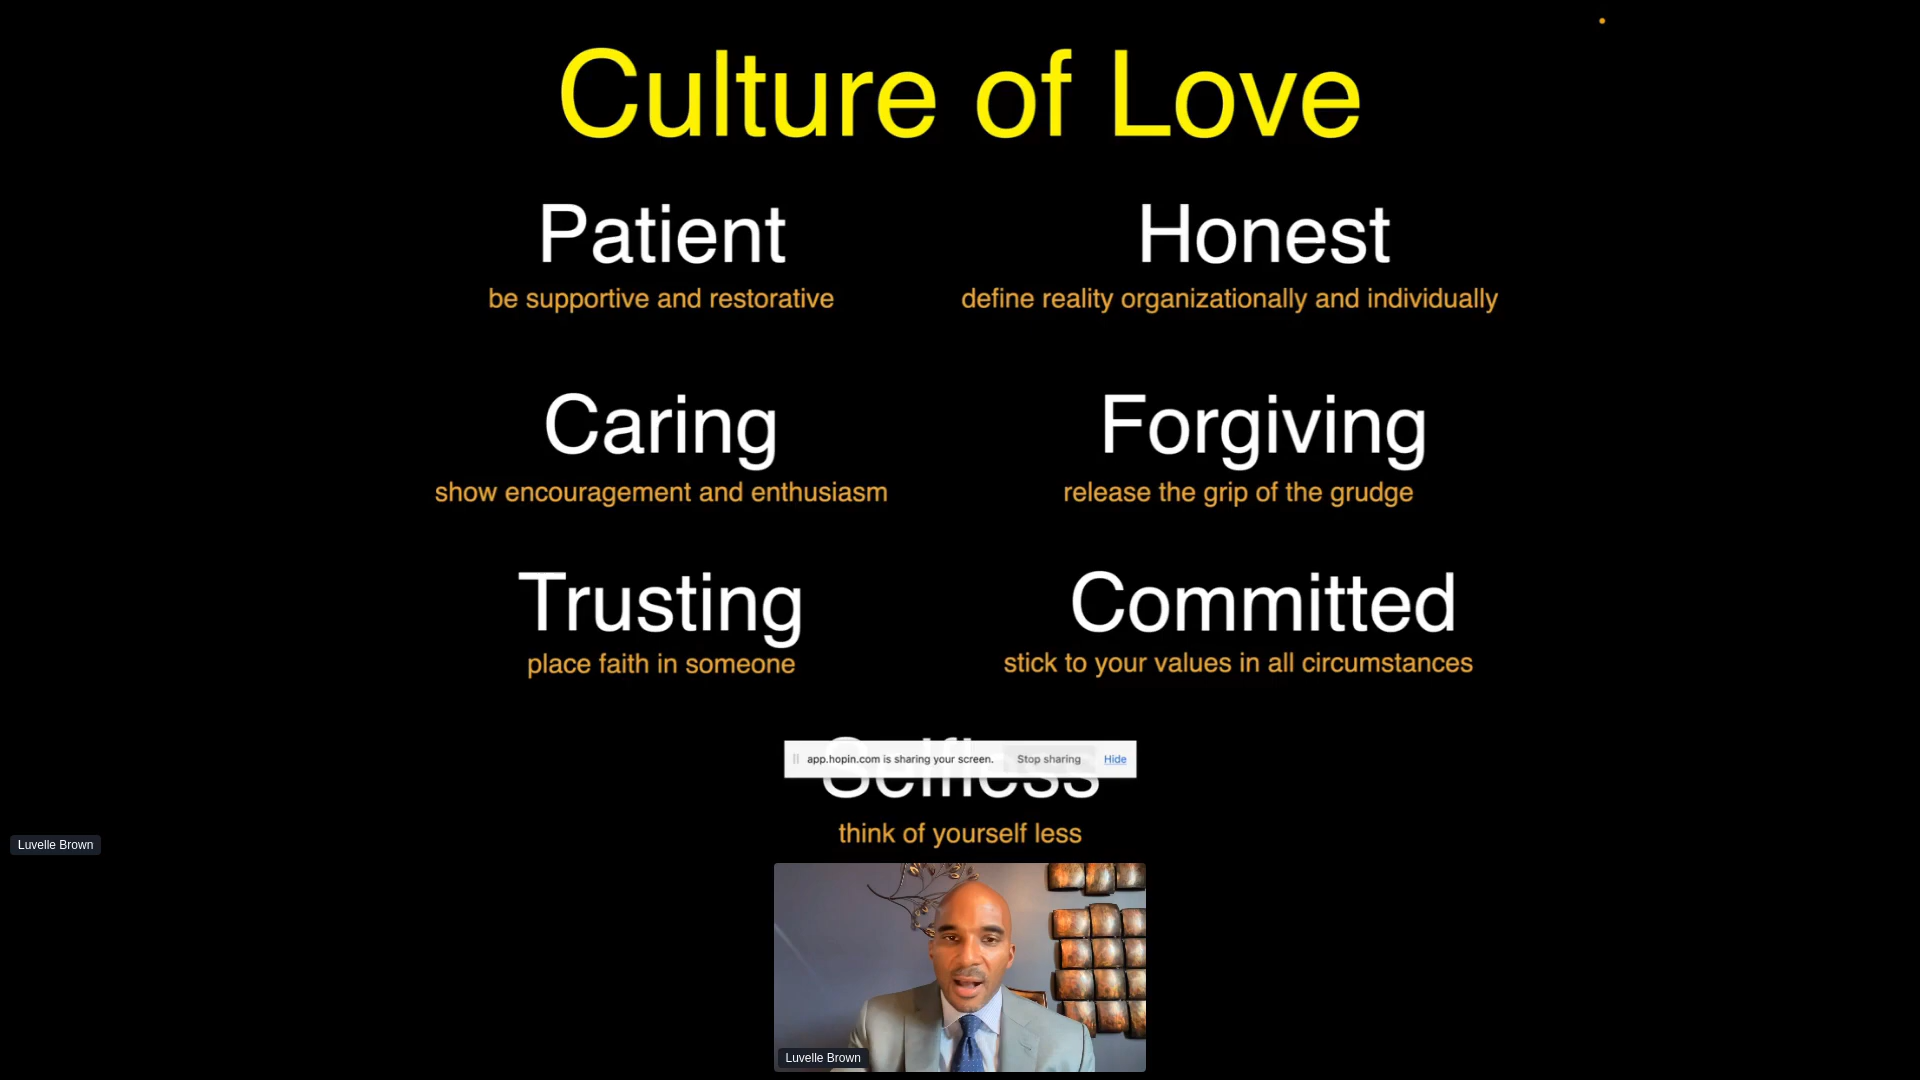 Culture of Love
Patient
be supportive and restorative
Honest
define reality organizationally and individually
Caring
show encouragement and enthusiasm
Forgiving
release the grip of the grudge
Trusting
place faith in someone
Committed
stick to your values in all circumstances
Selfless
app.hopin.com is sharing your screen. Stop sharing Hide
think of yourself less
Luvelle Brown
Luvelle Brown